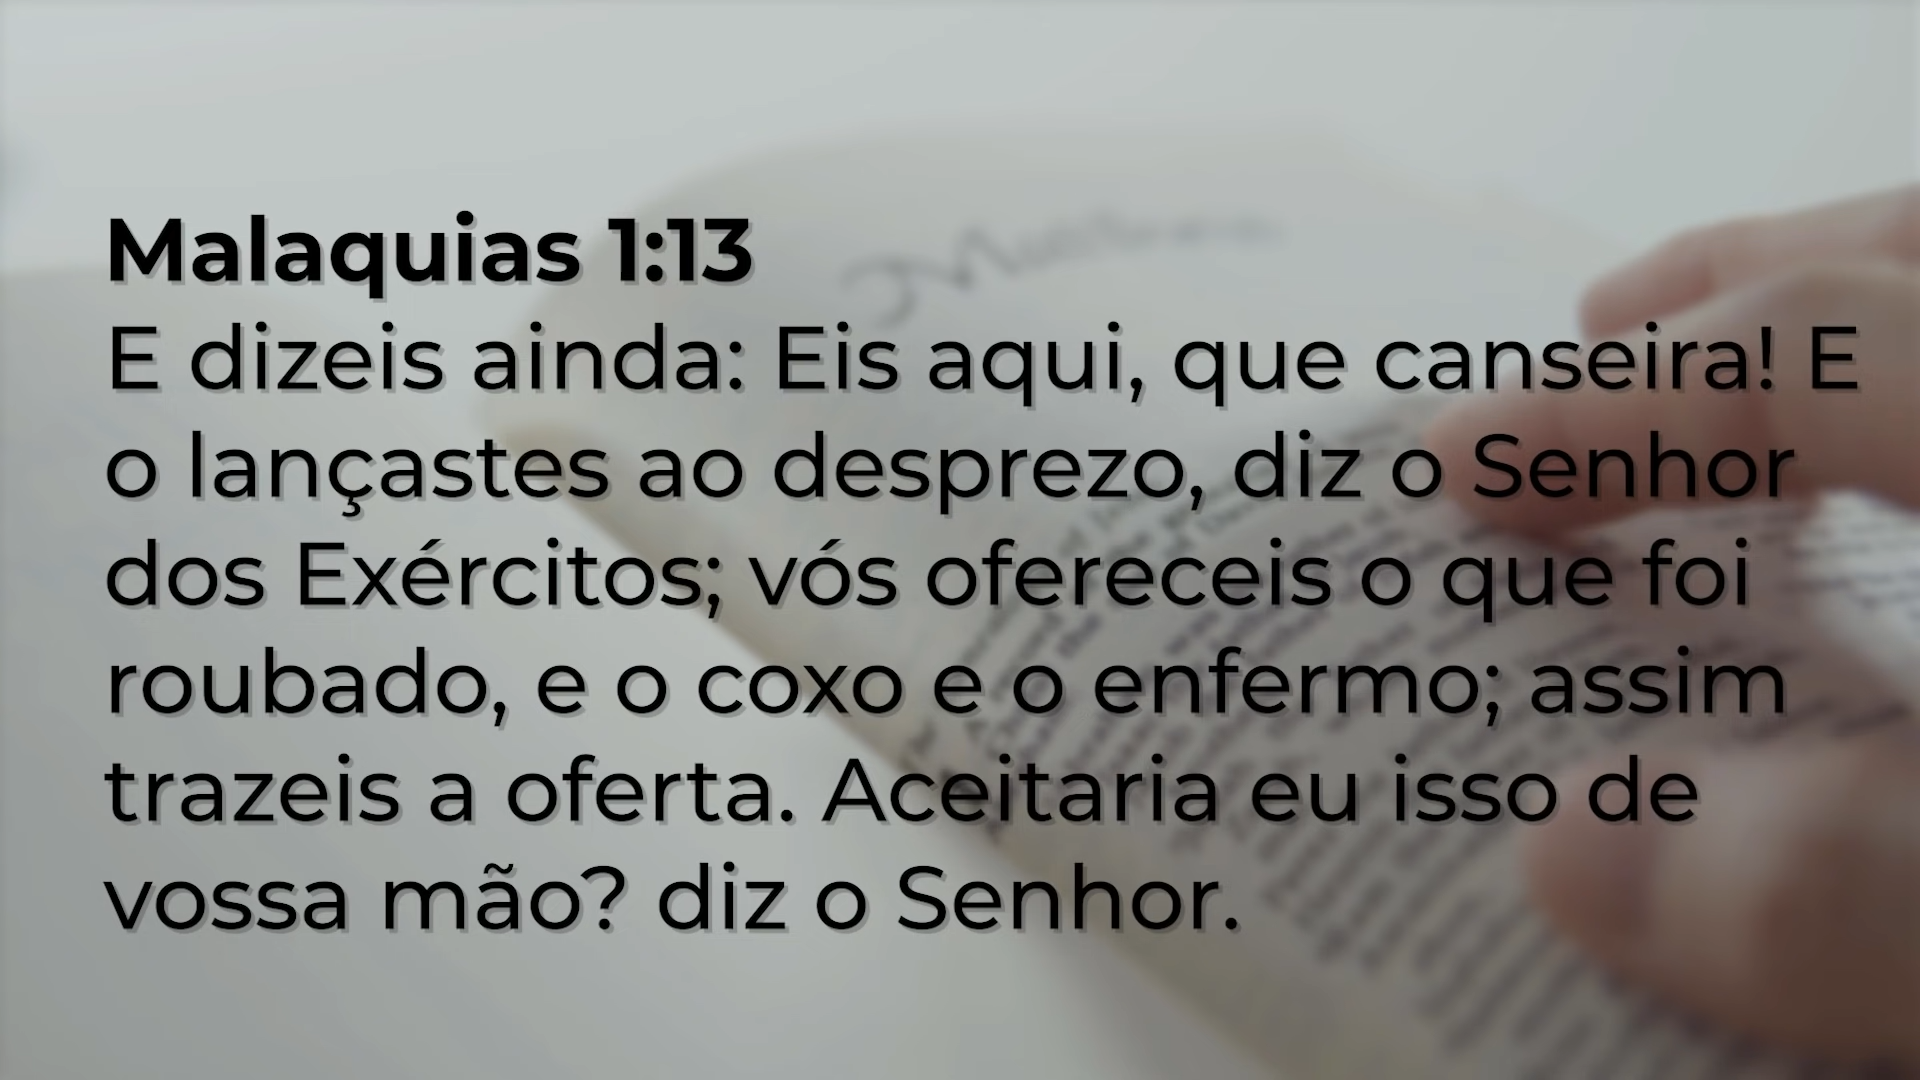 Malaquias 1:13
E dizeis ainda: Eis aqui, que canseira! E
o lançastes ao desprezo, diz o Senhor
dos Exércitos; vós ofereceis o que foi
roubado, e o coxo e o enfermo; assim
trazeis a oferta. Aceitaria eu isso de
vossa mão? diz o Senhor.